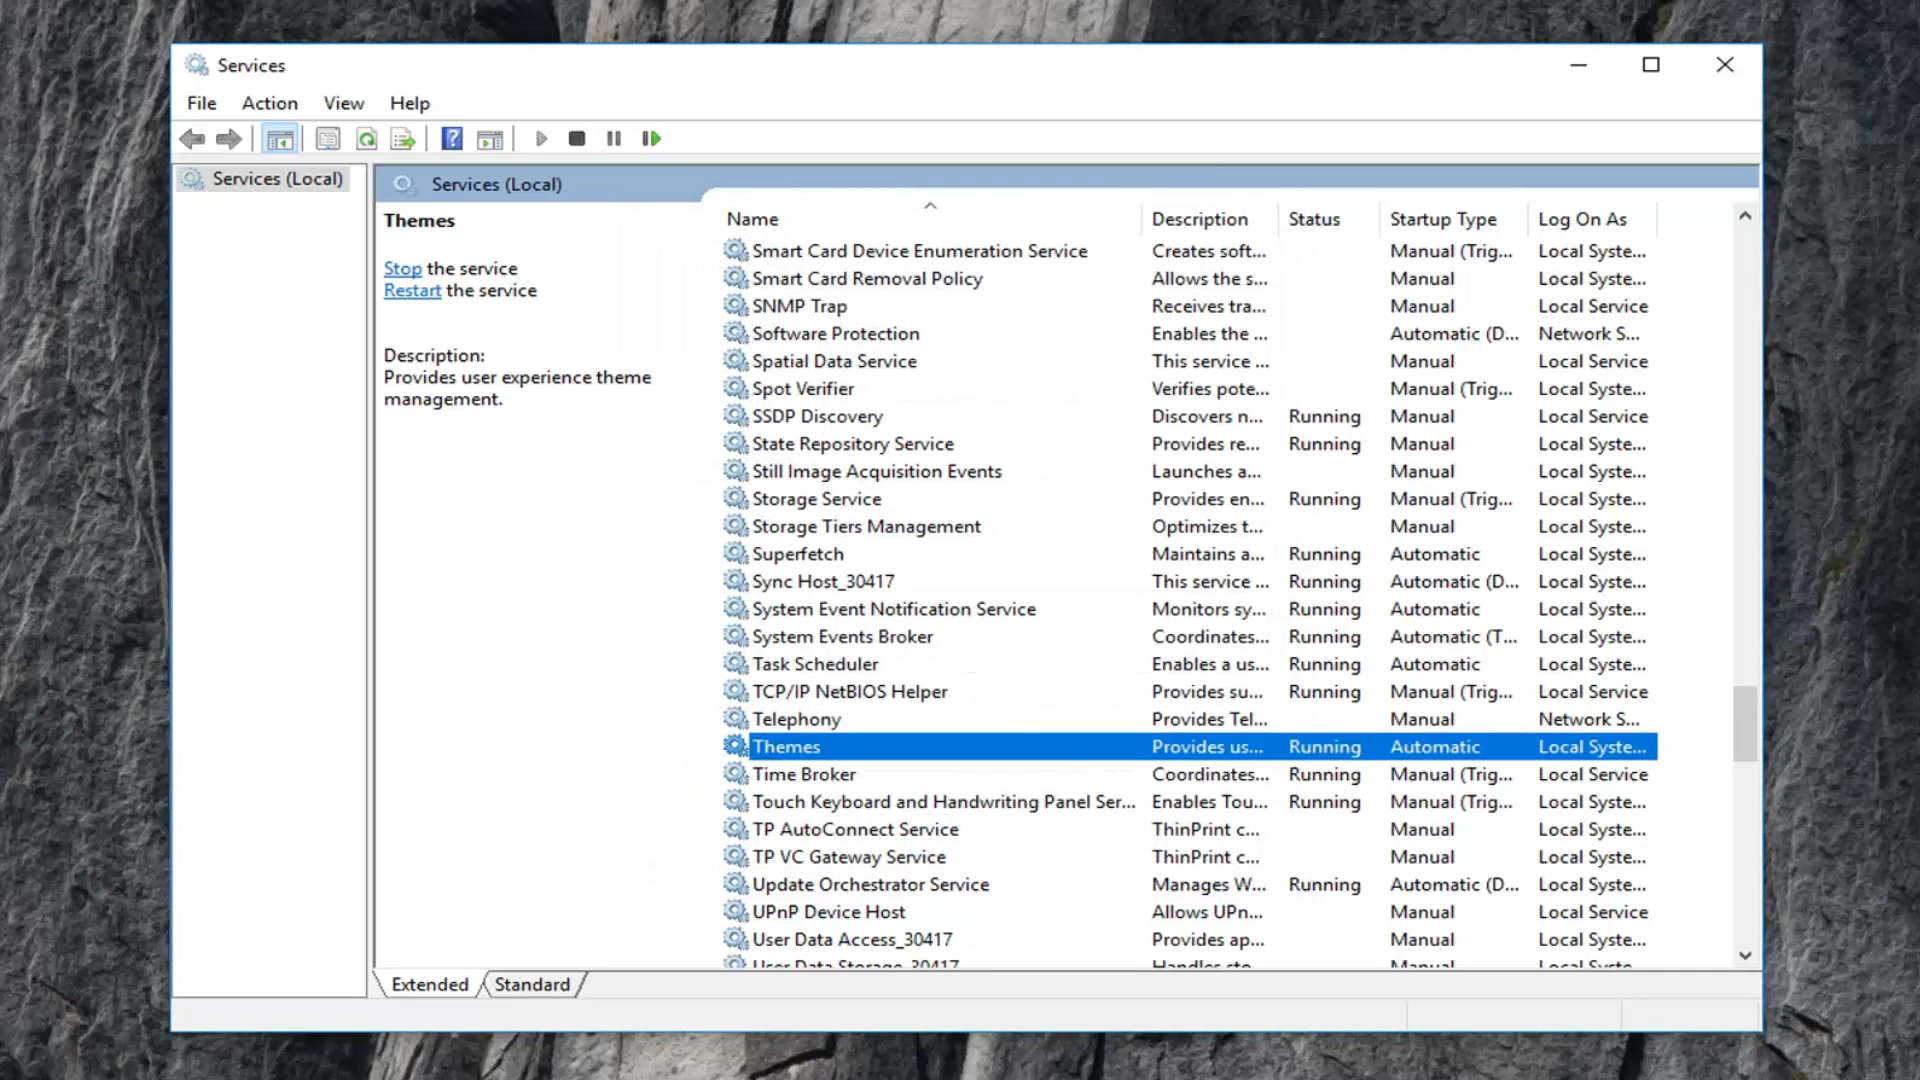 Services
File Action View Help
Services (Local)
Services (Local)
Themes
Stop the service
Restart the service
Description:
Provides user experience theme
management.
Name Description Status Startup Type Log On As
Smart Card Device Enumeration Service Creates soft... Manual (Trig... Local Syste...
Smart Card Removal Policy Allows the s... Manual Local Syste...
SNMP Trap Receives tra... Manual Local Service
Software Protection Enables the ... Automatic (D... Network S...
Spatial Data Service This service ... Manual Local Service
Spot Verifier Verifies pote... Manual (Trig... Local Syste...
SSDP Discovery Discovers n... Running Manual Local Service
State Repository Service Provides re... Running Manual Local Syste...
Still Image Acquisition Events Launches a... Manual Local Syste...
Storage Service Provides en... Running Manual (Trig... Local Syste...
Storage Tiers Management Optimizes t... Manual Local Syste...
Superfetch Maintains a... Running Automatic Local Syste...
Sync Host_30417 This service ... Running Automatic (D... Local Syste...
System Event Notification Service Monitors sy... Running Automatic Local Syste...
System Events Broker Coordinates... Running Automatic (T... Local Syste...
Task Scheduler Enables a us... Running Automatic Local Syste...
TCP/IP NetBIOS Helper Provides su... Running Manual (Trig... Local Service
Telephony Provides Tel... Manual Network S...
Themes Provides us... Running Automatic Local Syste...
Time Broker Coordinates... Running Manual (Trig... Local Service
Touch Keyboard and Handwriting Panel Ser... Enables Tou... Running Manual (Trig... Local Syste...
TP AutoConnect Service ThinPrint c... Manual Local Syste...
TP VC Gateway Service ThinPrint c... Manual Local Syste...
Update Orchestrator Service Manages W... Running Automatic (D... Local Syste...
UPnP Device Host Allows UPn... Manual Local Service
User Data Access_30417 Provides ap... Manual Local Syste...
User Data Storage_30417 Handles sto... Manual Local Syste...
Extended Standard